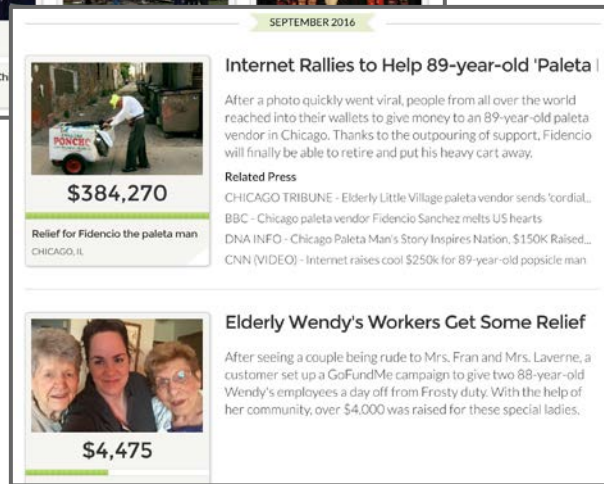 SEPTEMBER 2016
Ch
Internet Rallies to Help 89-year-old 'Paleta
After a photo quickly went viral, people from all over the world
reached into their wallets to give money to an 89-year-old paleta
vendor in Chicago. Thanks to the outpouring of support, Fidencio
will finally be able to retire and put his heavy cart away.
PONCHO
$384,270
Relief for Fidencio the paleta man
CHICAGO, IL
Related Press
CHICAGO TRIBUNE - Elderly Little Village paleta vendor sends 'cordial...
BBC - Chicago paleta vendor Fidencio Sanchez melts US hearts
DNA INFO - Chicago Paleta Man's Story Inspires Nation, $150K Raised...
CNN (VIDEO) - Internet raises cool $250k for 89-year-old popsicle man
Elderly Wendy's Workers Get Some Relief
After seeing a couple being rude to Mrs. Fran and Mrs. Laverne, a
customer set up a GoFundMe campaign to give two 88-year-old
Wendy's employees a day off from Frosty duty. With the help of
her community, over $4,000 was raised for these special ladies.
$4,475